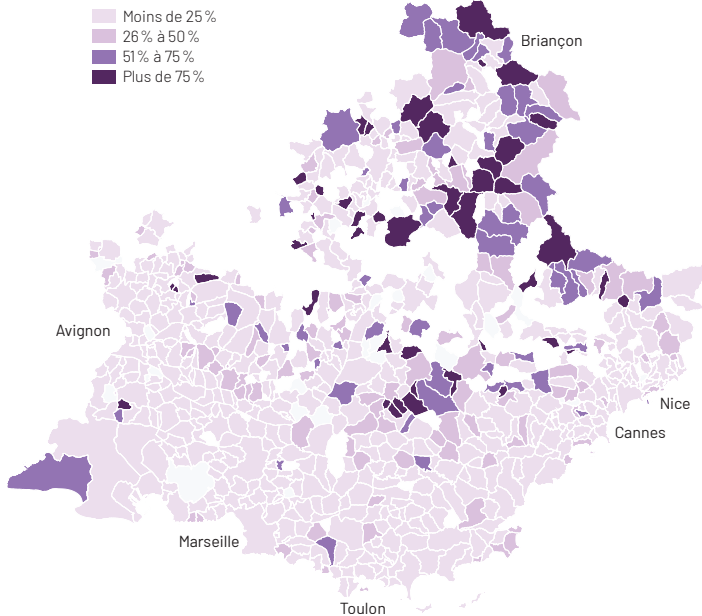 Moins de 25 %
26 % à 50 %
51 % à 75 %
Plus de 75 %
Briançon
Avignon
Nice
Cannes
Marseille
Toulon